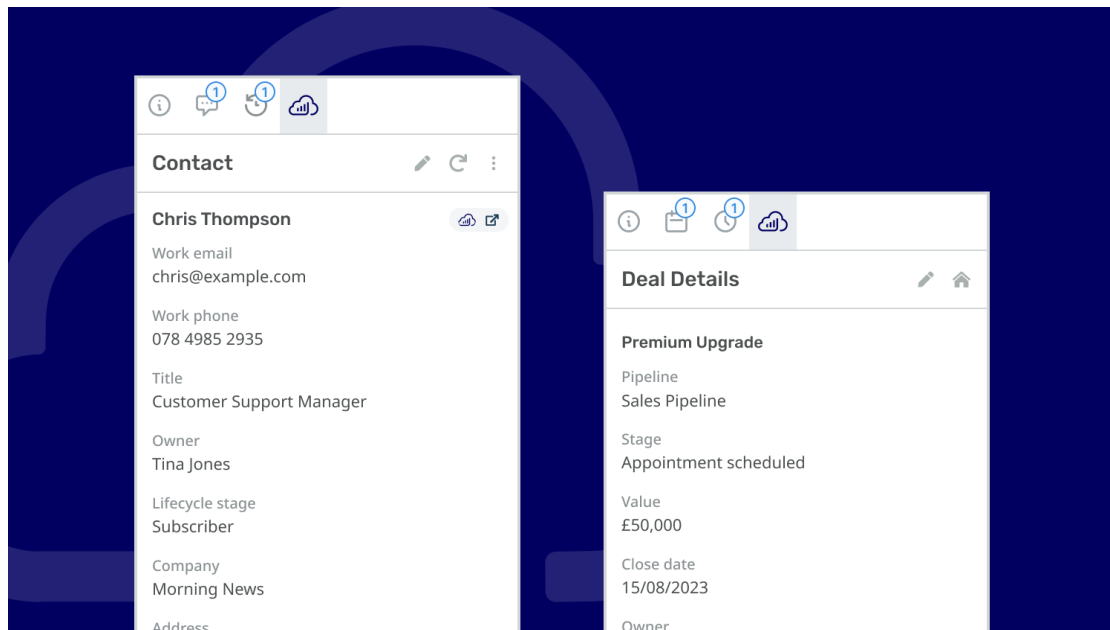 1
1
Contact
Chris Thompson
Work email
chris@example.com
Work phone
078 4985 2935
Title
Customer Support Manager
Owner
Tina Jones
Lifecycle stage
Subscriber
Company
Morning News
Address
1
1
Deal Details
Premium Upgrade
Pipeline
Sales Pipeline
Stage
Appointment scheduled
Value
£50,000
Close date
15/08/2023
Owner